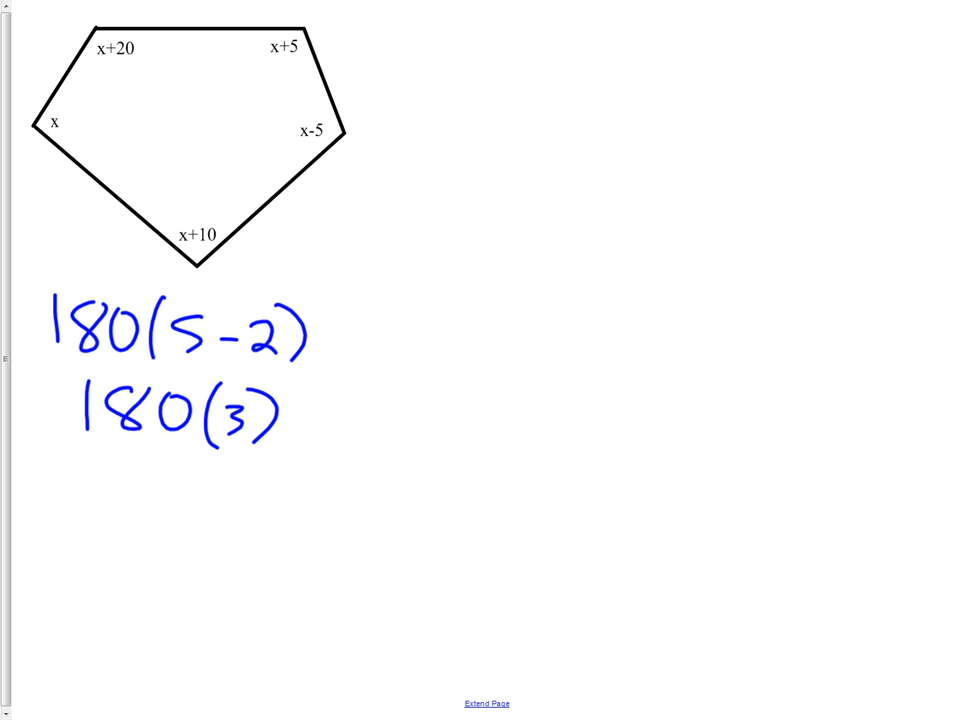 x+20
x+5
x
x-5
x+10
180(5-2)
180(3)
Extend Page